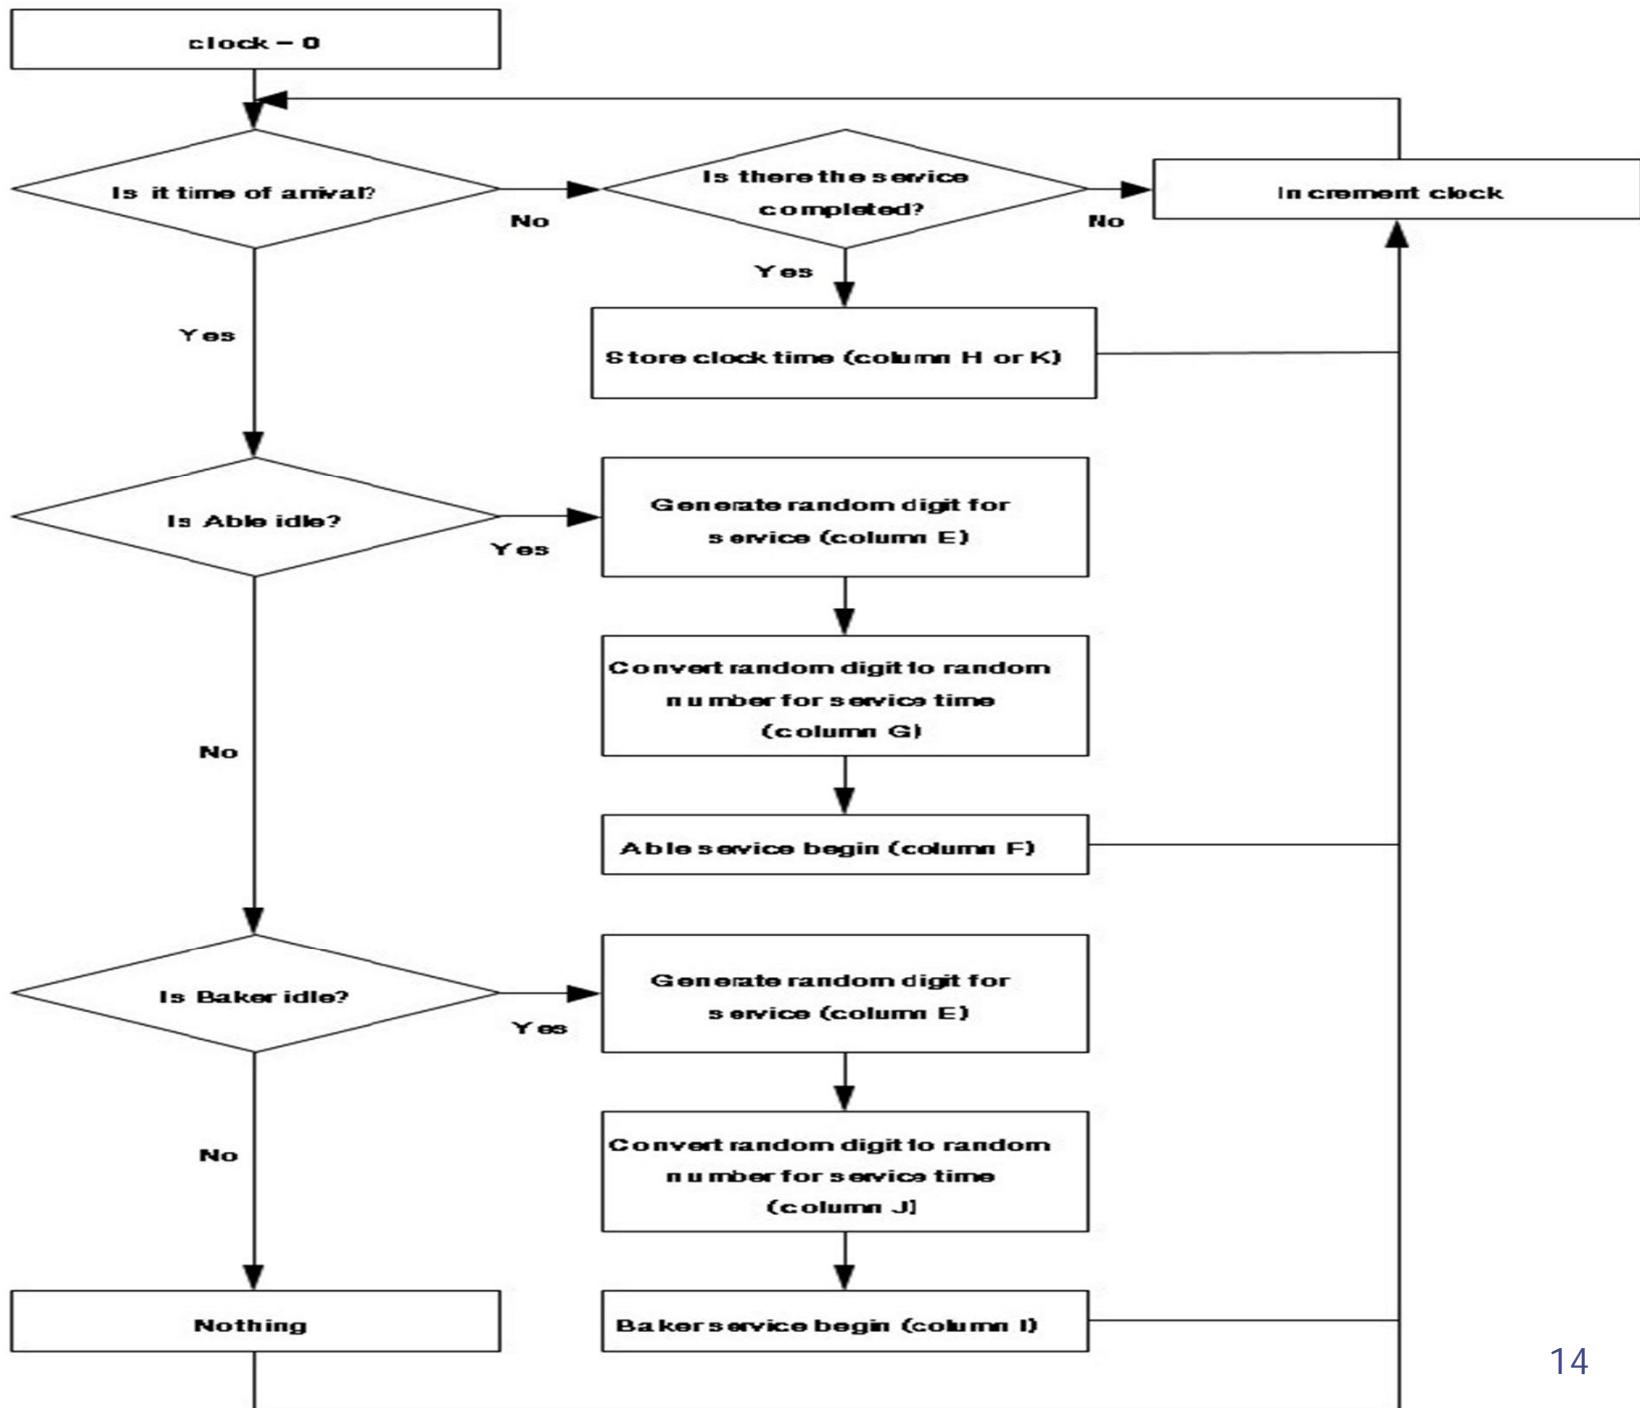 clock = 0
Is it time of arrival?
No
Is there the service
completed?
No
Increment clock
Yes
Yes
Store clock time (column H or K)
Is Able idle?
Yes
Generate random digit for
service (column E)
Convert random digit to random
number for service time
(column G)
No
Able service begin (column F)
Is Baker idle?
Yes
Generate random digit for
service (column E)
Convert random digit to random
number for service time
(column J)
No
Nothing
Baker service begin (column I)
14